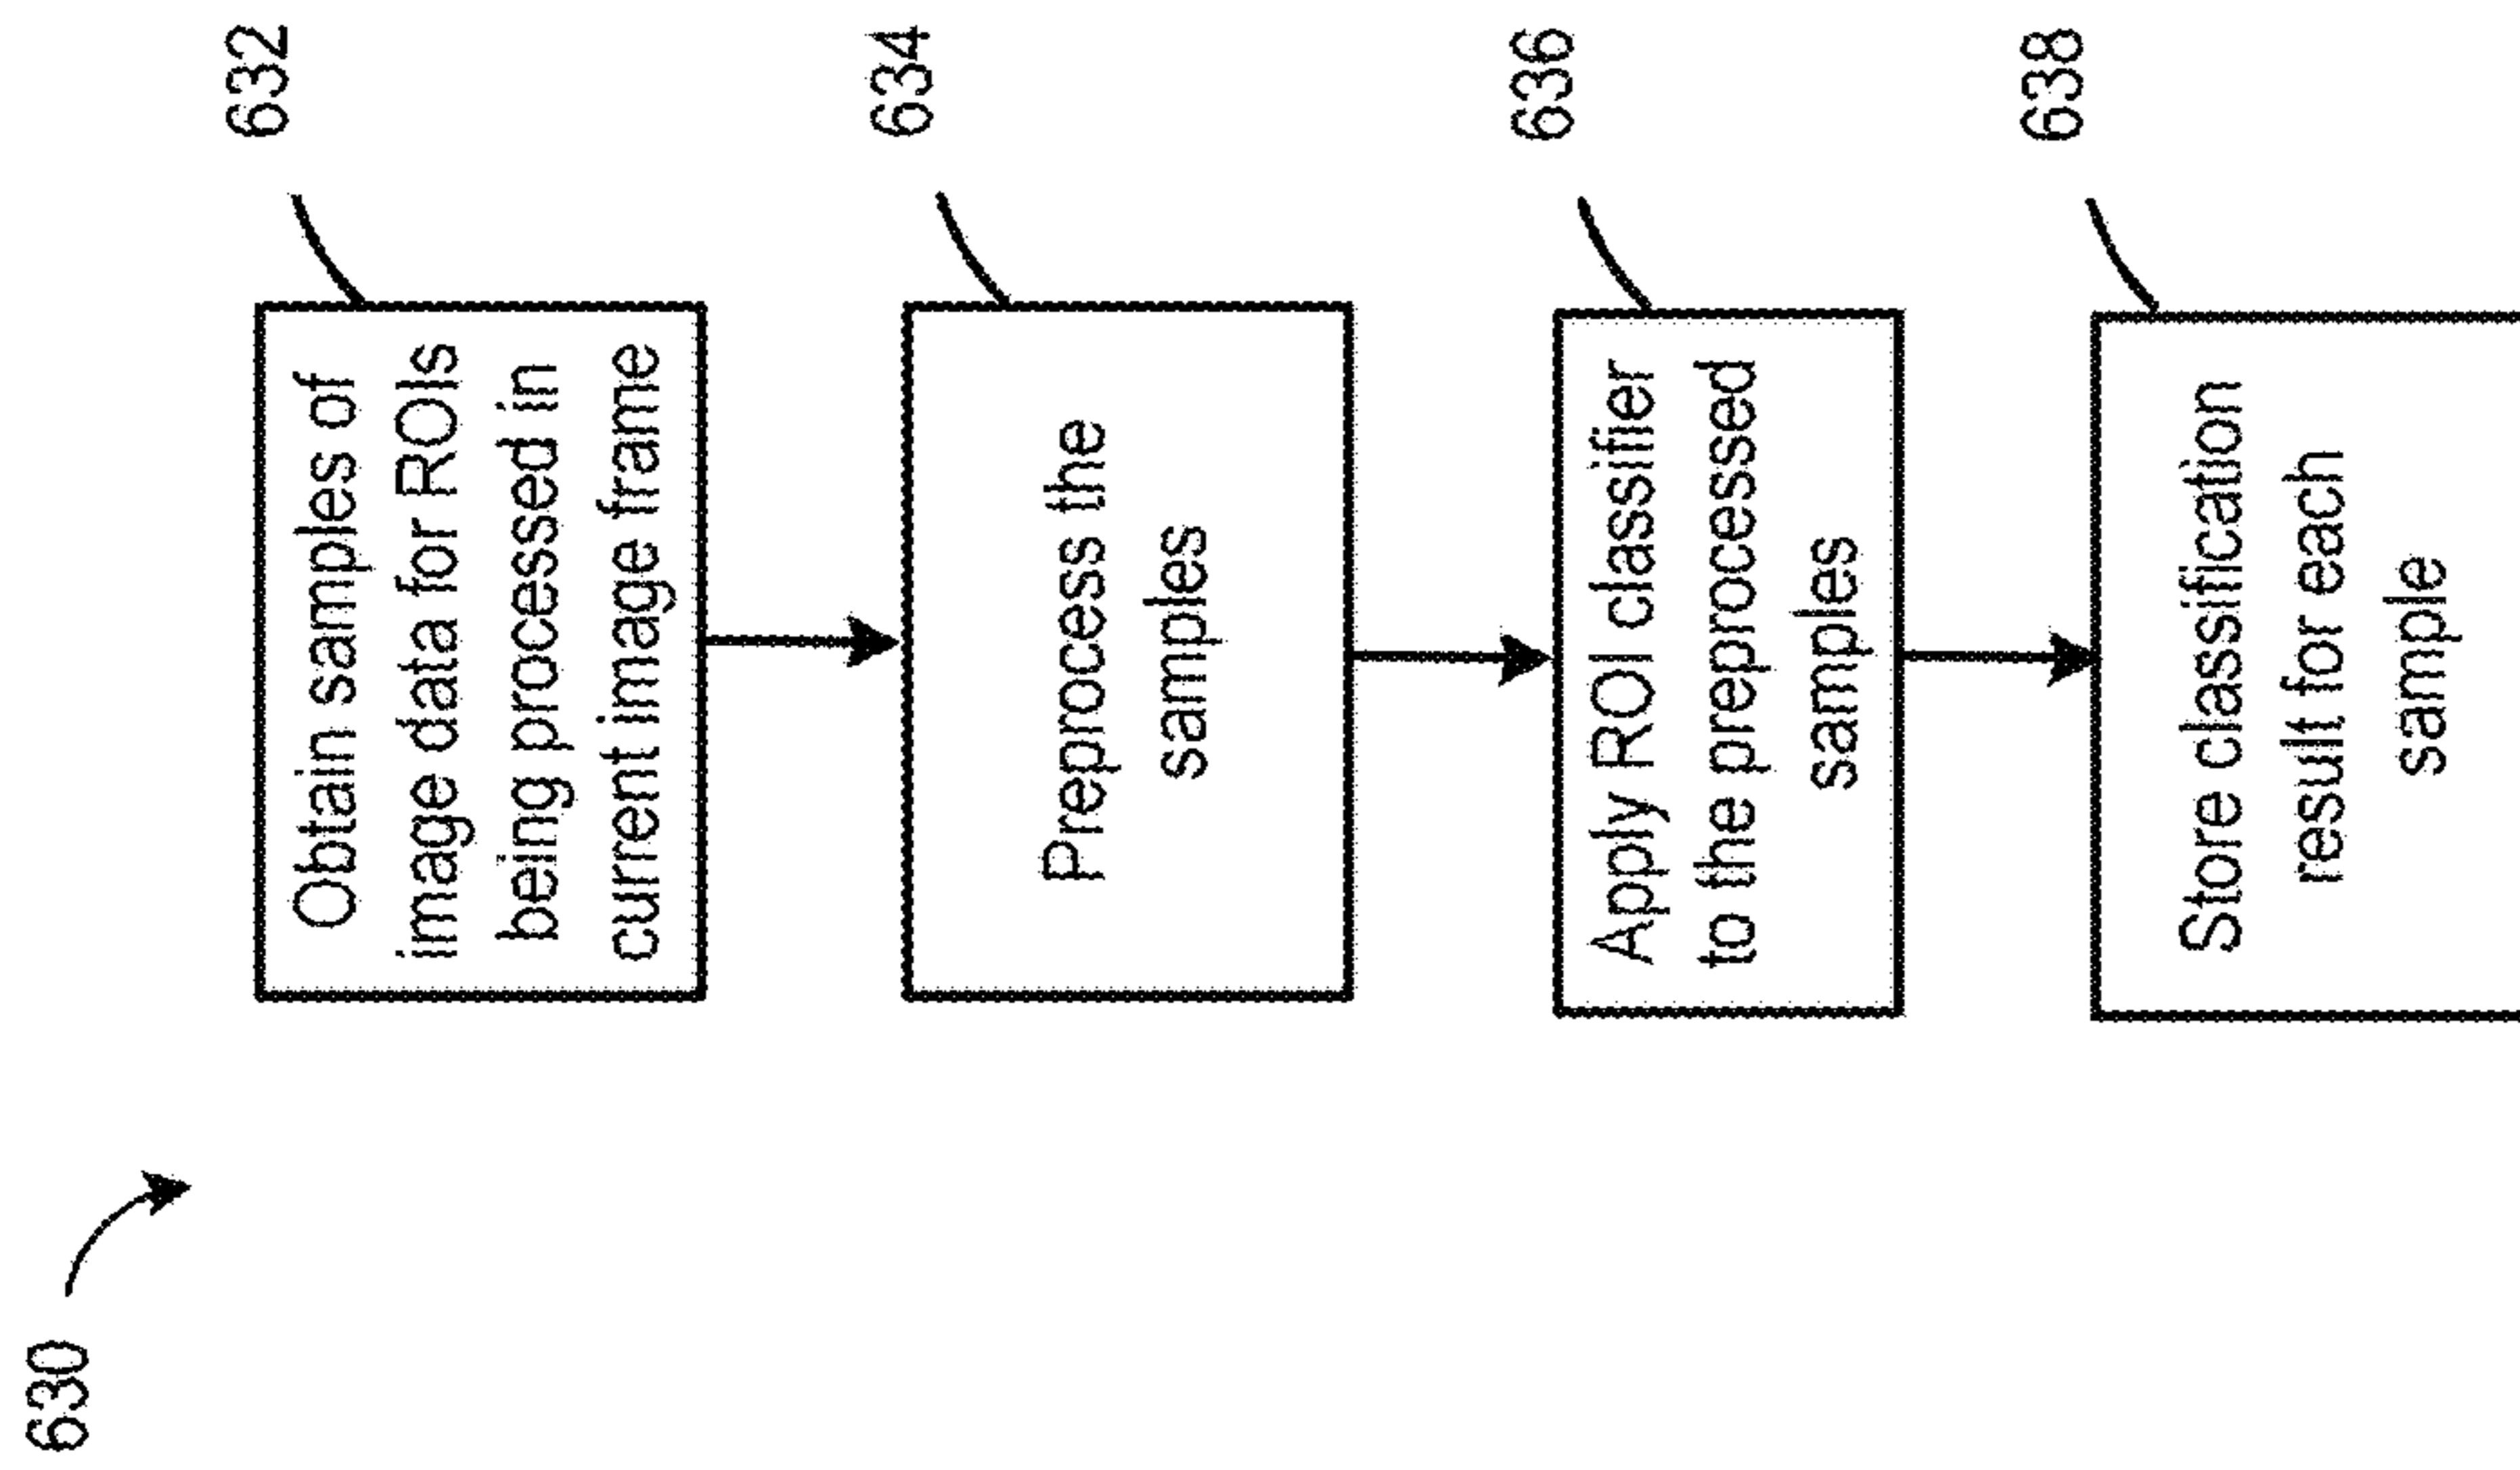 630
632
Obtain samples of
image data for ROIs
being processed in
current image frame
634
Preprocess the
samples
636
Apply ROI classifier
to the preprocessed
samples
638
Store classification
result for each
sample